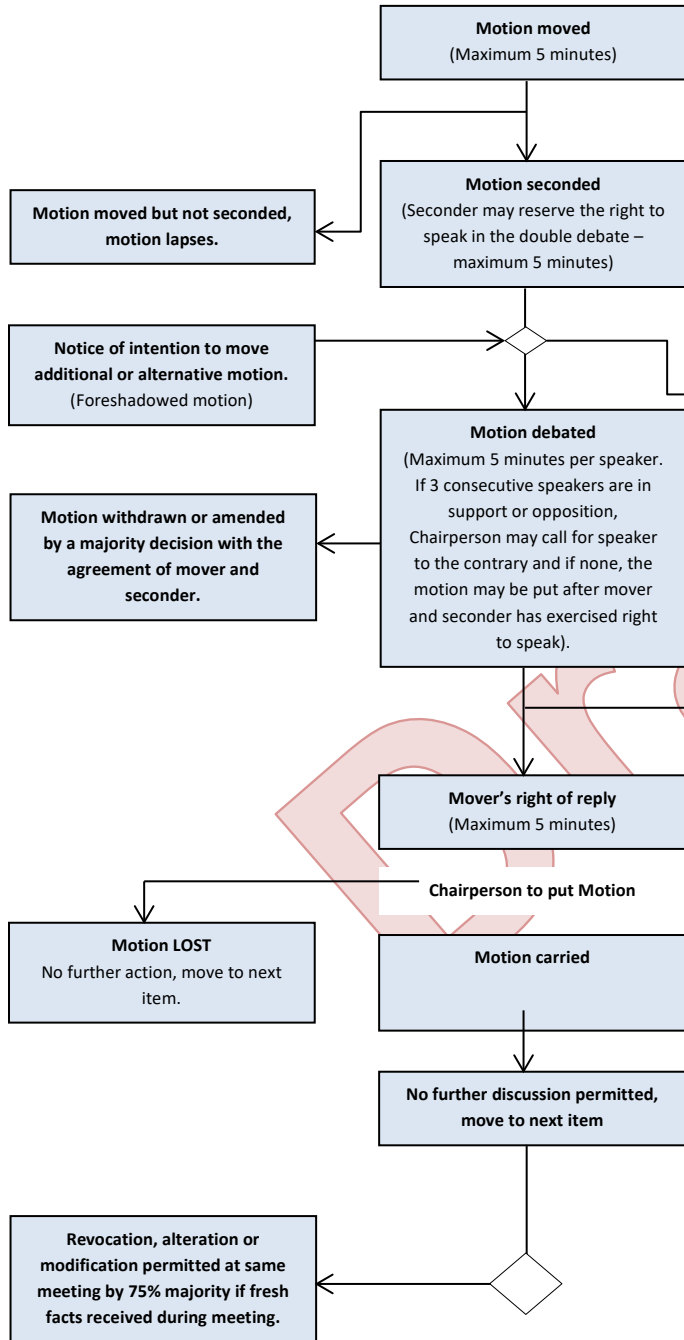 Motion moved
(Maximum 5 minutes)
Motion seconded
(Seconder may reserve the right to
speak in the double debate –
maximum 5 minutes)
Motion moved but not seconded,
motion lapses.
Notice of intention to move
additional or alternative motion.
(Foreshadowed motion)
Motion debated
(Maximum 5 minutes per speaker.
If 3 consecutive speakers are in
support or opposition,
Chairperson may call for speaker
to the contrary and if none, the
motion may be put after mover
and seconder has exercised right
to speak).
Motion withdrawn or amended
by a majority decision with the
agreement of mover and
seconder.
Mover’s right of reply
(Maximum 5 minutes)
Chairperson to put Motion
Motion LOST
No further action, move to next
item.
Motion carried
No further discussion permitted,
move to next item
Revocation, alteration or
modification permitted at same
meeting by 75% majority if fresh
facts received during meeting.